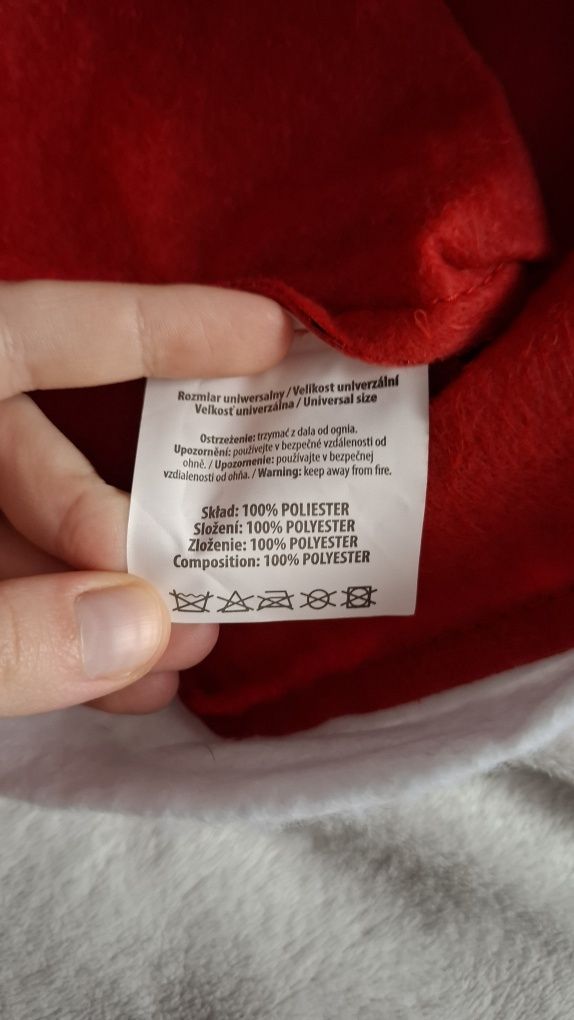 Rozmiar uniwersalny / Velikost univerzální
Veľkosť univerzálna / Universal size
Ostrzeżenie: trzymać z dala od ognia.
Upozornění: používejte v bezpečné vzdálenosti od
ohně. / Upozornenie: používajte v bezpečnej
vzdialenosti od ohňa. / Warning: keep away from fire.
Skład: 100% POLIESTER
Složení: 100% POLYESTER
Zloženie: 100% POLYESTER
Composition: 100% POLYESTER